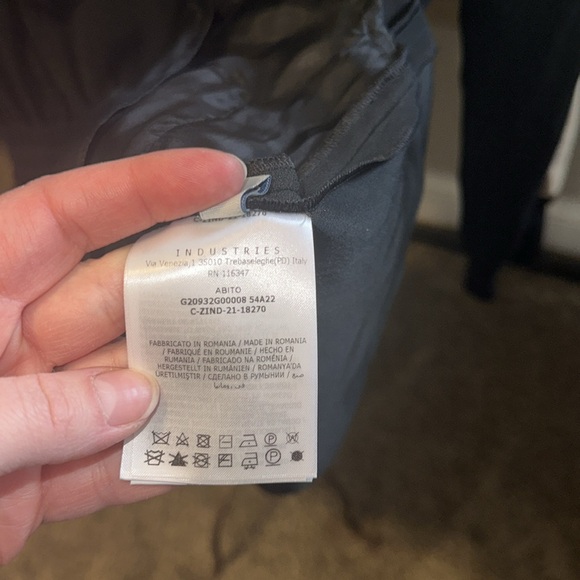 18270
INDUSTRIES
Via Venezia,1 35010 Trebaseleghe(PD) Italy
RN 116347
ABITO
G20932G00008 54A22
C-ZIND-21-18270
FABBRICATO IN ROMANIA / MADE IN ROMANIA
/ FABRIQUÉ EN ROUMANIE / HECHO EN
RUMANIA / FABRICADO NA ROMÊNIA /
HERGESTELLT IN RUMÄNIEN / ROMANYA'DA
ÜRETILMIŞTIR / СДЕЛАНО В РУМЫНИИ /